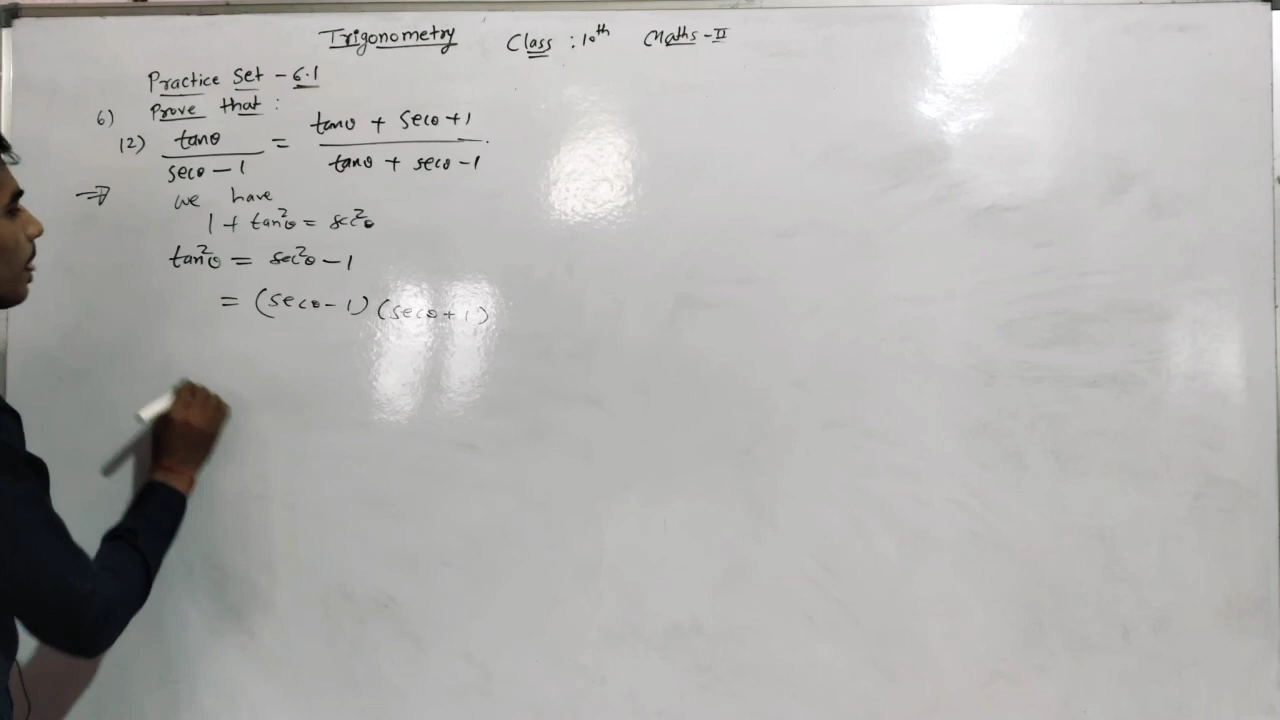 Trigonometry Class : 10th Maths-II
Practice Set - 6.1
6) Prove that :
12) tanθ / secθ - 1 = tanθ + secθ + 1 / tanθ + secθ - 1.
⇒ we have
1 + tan²θ = sec²θ
tan²θ = sec²θ - 1
= (secθ - 1) (secθ + 1)